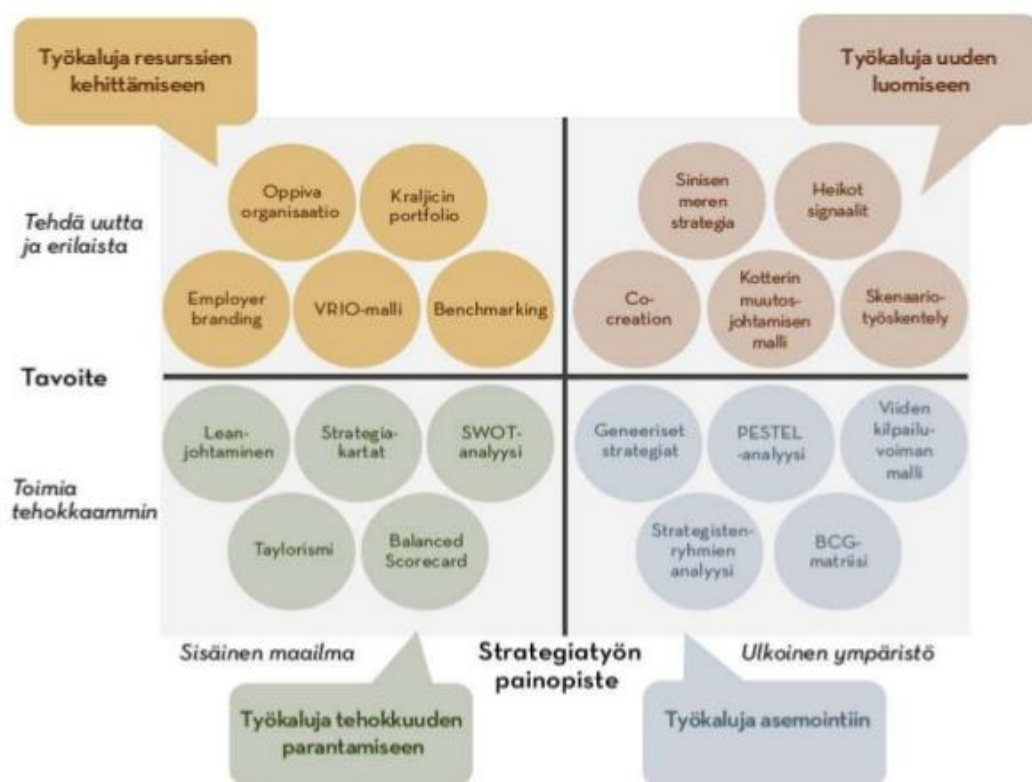 Työkaluja resurssien
kehittämiseen
Työkaluja uuden
luomiseen
Tehdä uutta
ja erilaista
Oppiva
organisaatio
Kraljicin
portfolio
Employer
branding
VRIO-malli
Benchmarking
Sinisen
meren
strategia
Heikot
signaalit
Co-
creation
Kotterin
muutos-
johtamisen
malli
Skenaario-
työskentely
Tavoite
Toimia
tehokkaammin
Lean-
johtaminen
Strategia-
kartat
SWOT-
analyysi
Taylorismi
Balanced
Scorecard
Geneeriset
strategiat
PESTEL
-analyysi
Viiden
kilpailu-
voiman
malli
Strategisten-
ryhmien
analyysi
BCG-
matriisi
Sisäinen maailma
Strategiatyön
painopiste
Ulkoinen ympäristö
Työkaluja tehokkuuden
parantamiseen
Työkaluja asemointiin